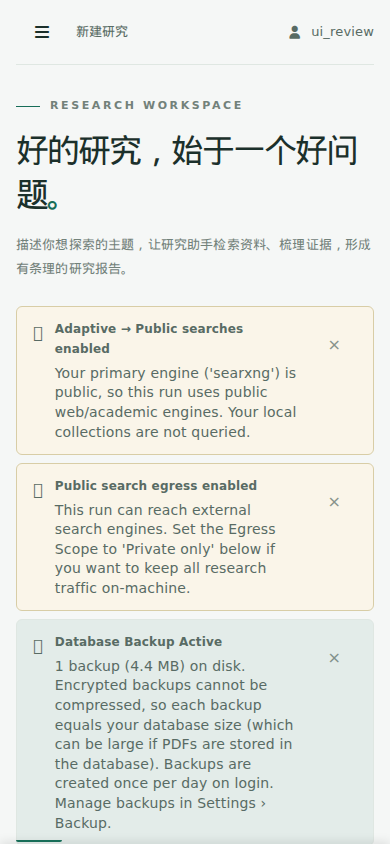 新建研究
ui_review
RESEARCH WORKSPACE
好的研究，始于一个好问
题。
描述你想探索的主题，让研究助手检索资料、梳理证据，形成
有条理的研究报告。
Adaptive → Public searches
enabled
×
Your primary engine ('searxng') is
public, so this run uses public
web/academic engines. Your local
collections are not queried.
Public search egress enabled
×
This run can reach external
search engines. Set the Egress
Scope to 'Private only' below if
you want to keep all research
traffic on-machine.
Database Backup Active
×
1 backup (4.4 MB) on disk.
Encrypted backups cannot be
compressed, so each backup
equals your database size (which
can be large if PDFs are stored in
the database). Backups are
created once per day on login.
Manage backups in Settings ›
Backup.